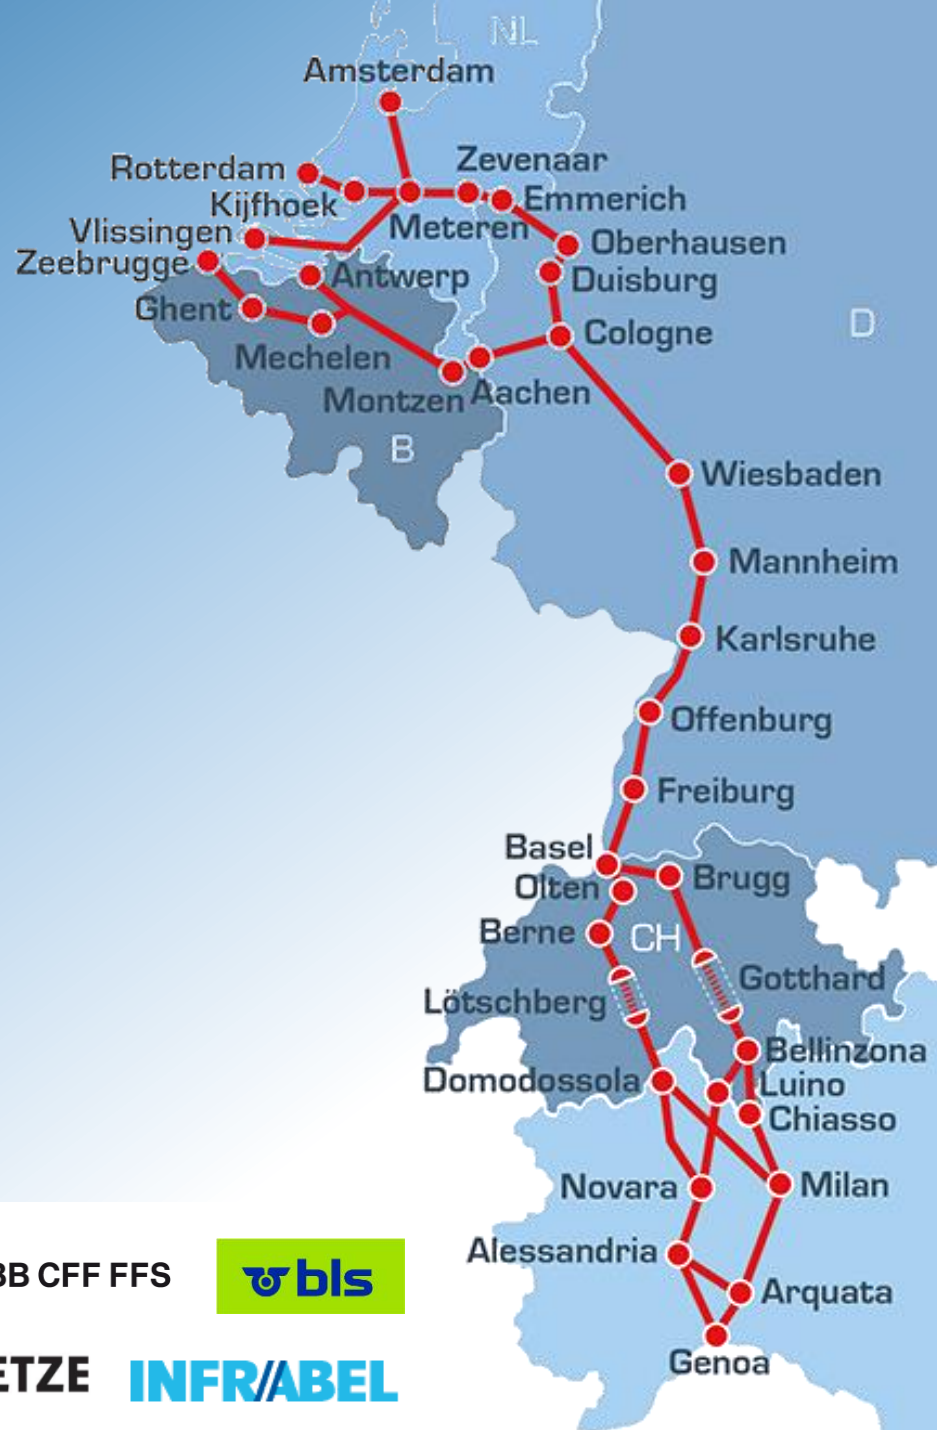 NL
Amsterdam
Zevenaar
Rotterdam
Emmerich
Kijfhoek
Meteren
Vlissingen
Oberhausen
Zeebrugge
Antwerp
Duisburg
Ghent
D
Cologne
Mechelen
Aachen
Montzen
B
Wiesbaden
Mannheim
Karlsruhe
Offenburg
Freiburg
Basel
Brugg
Olten
Berne
CH
Gotthard
Lötschberg
Bellinzona
Domodossola
Luino
Chiasso
Novara
Milan
Alessandria
Arquata
Genoa
CFF FFS
bls
INFRABEL